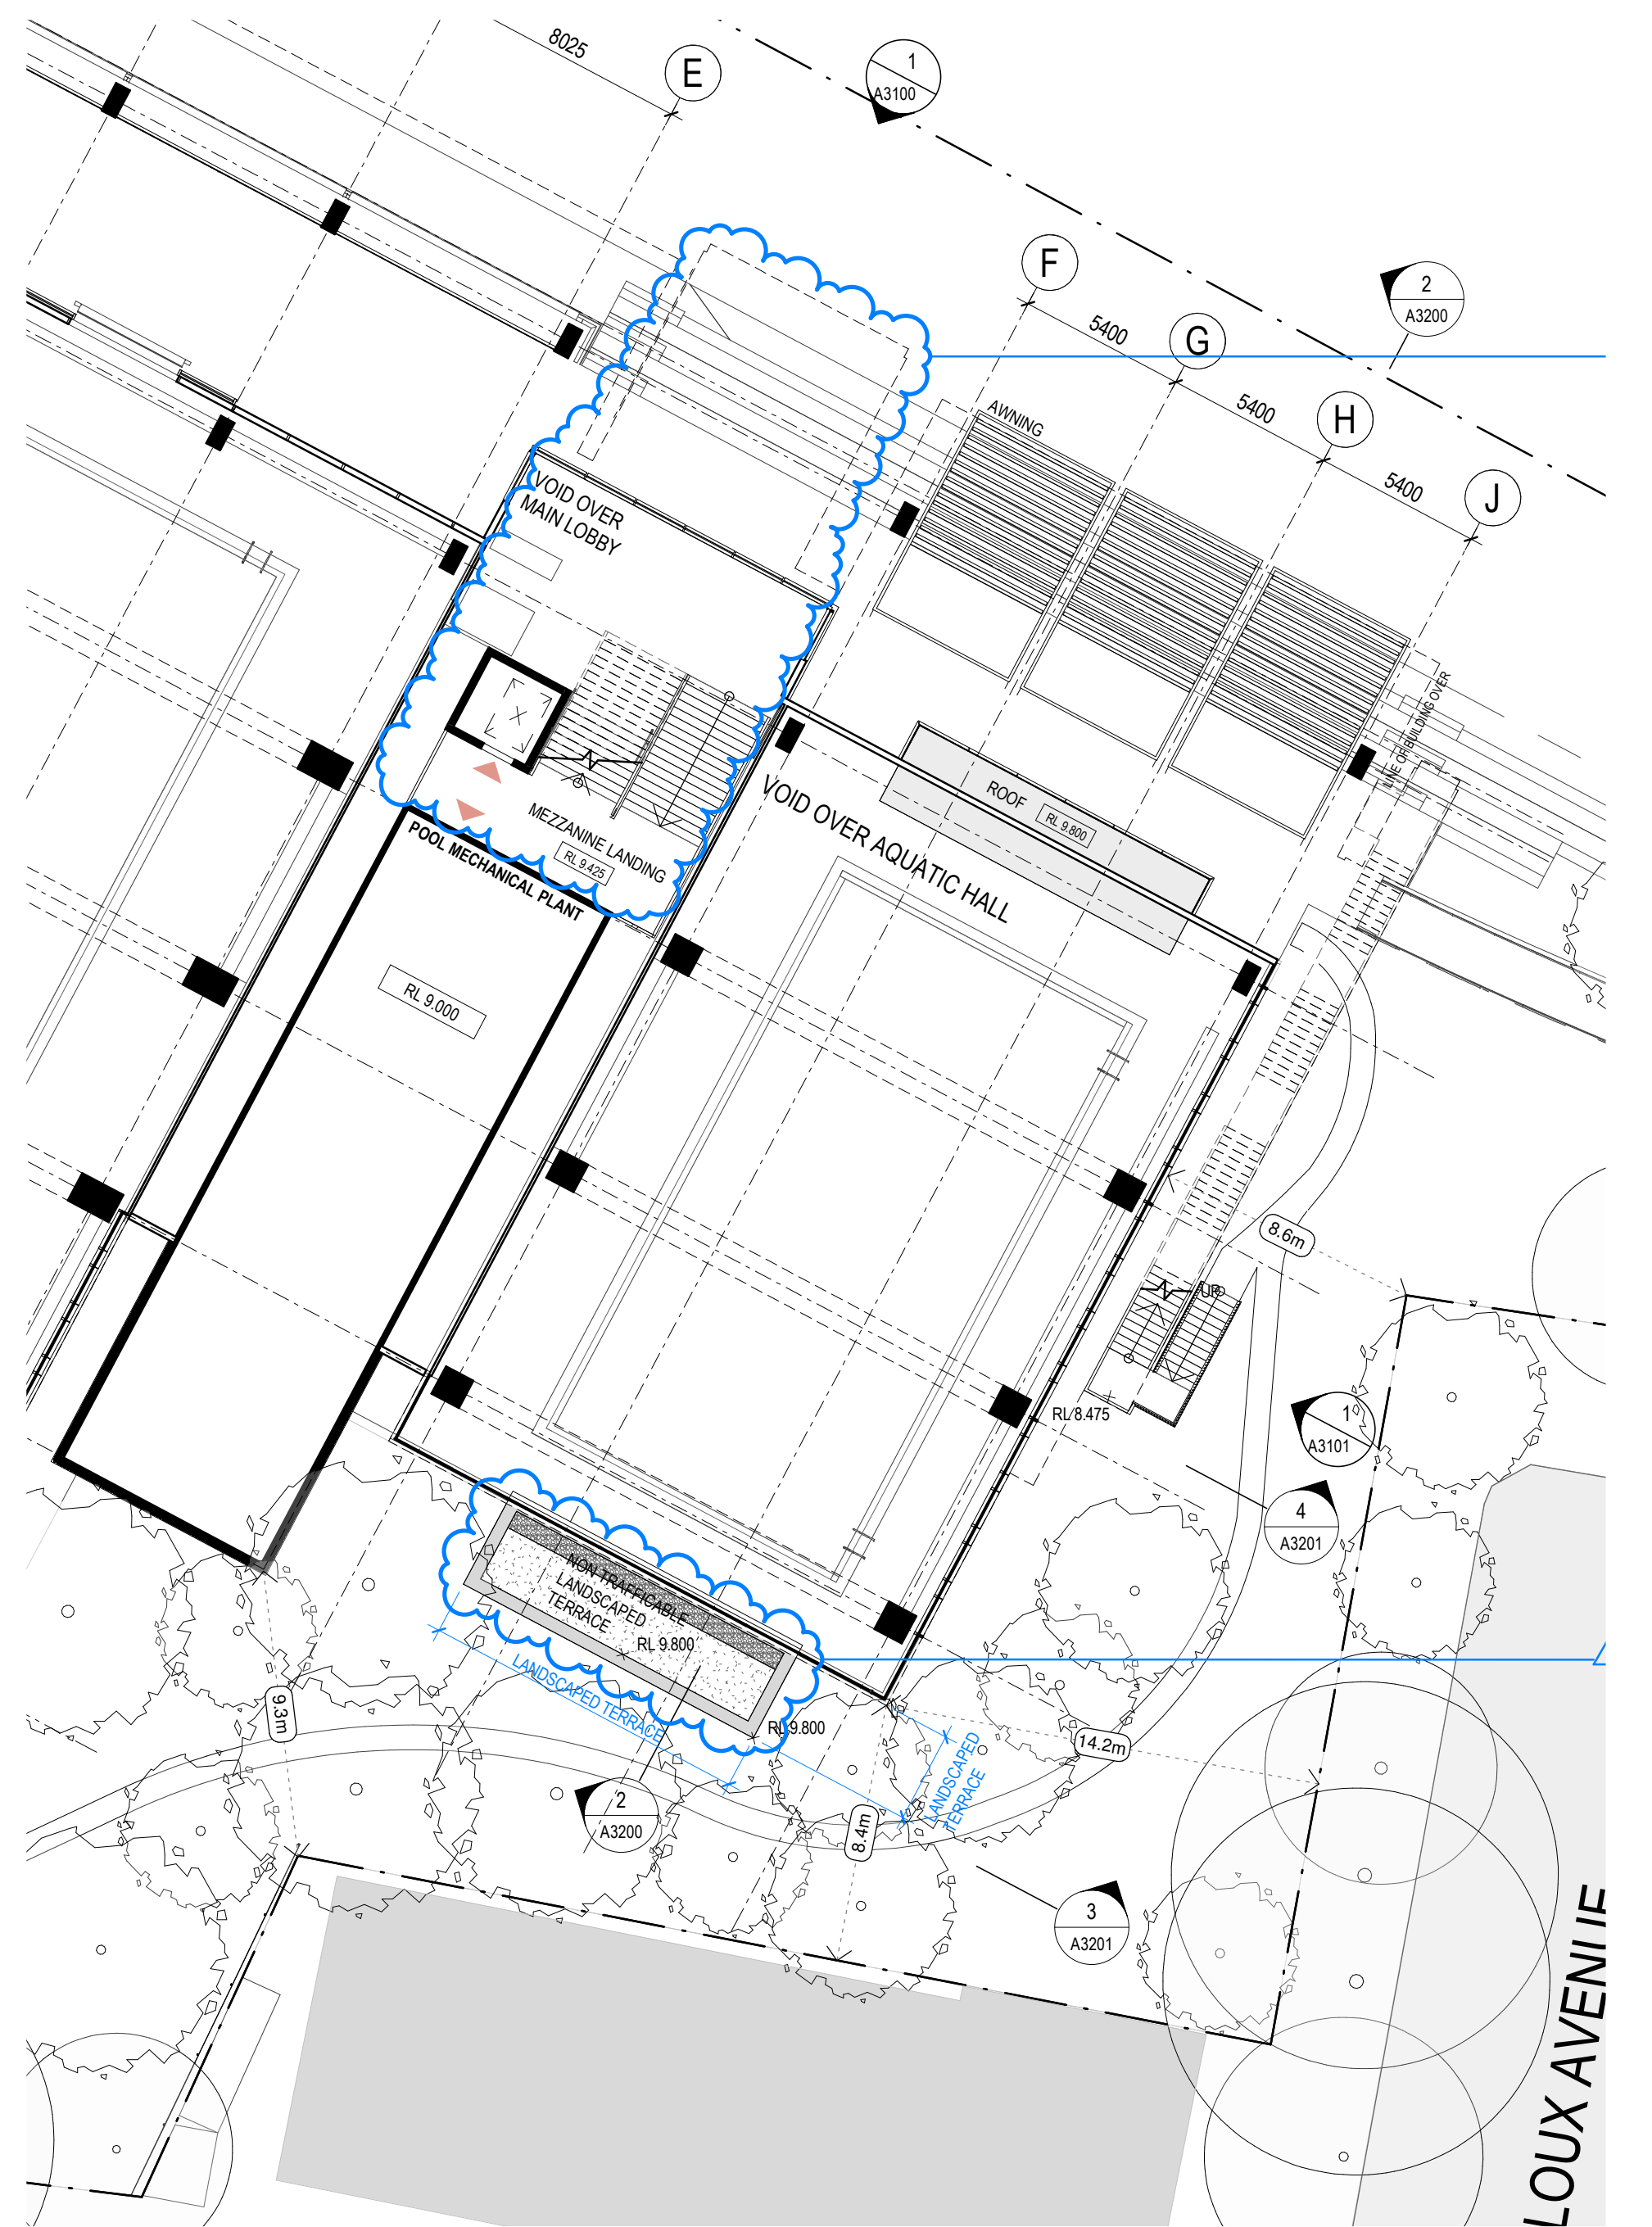 8025
E
1
A3100
F
2
A3200
5400
G
5400
H
5400
J
AWNING
VOID OVER
MAIN LOBBY
LINE OF BUILDING OVER
ROOF
RL 9.800
VOID OVER AQUATIC HALL
MEZZANINE LANDING
RL 9.425
POOL MECHANICAL PLANT
RL 9.000
8.6m
UP
RL 8.475
1
A3101
4
A3201
NON TRAFFICABLE
LANDSCAPED
TERRACE
RL 9.800
LANDSCAPED TERRACE
RL 9.800
9.3m
14.2m
LANDSCAPED
TERRACE
2
A3200
8.4m
3
A3201
LOUX AVENUE